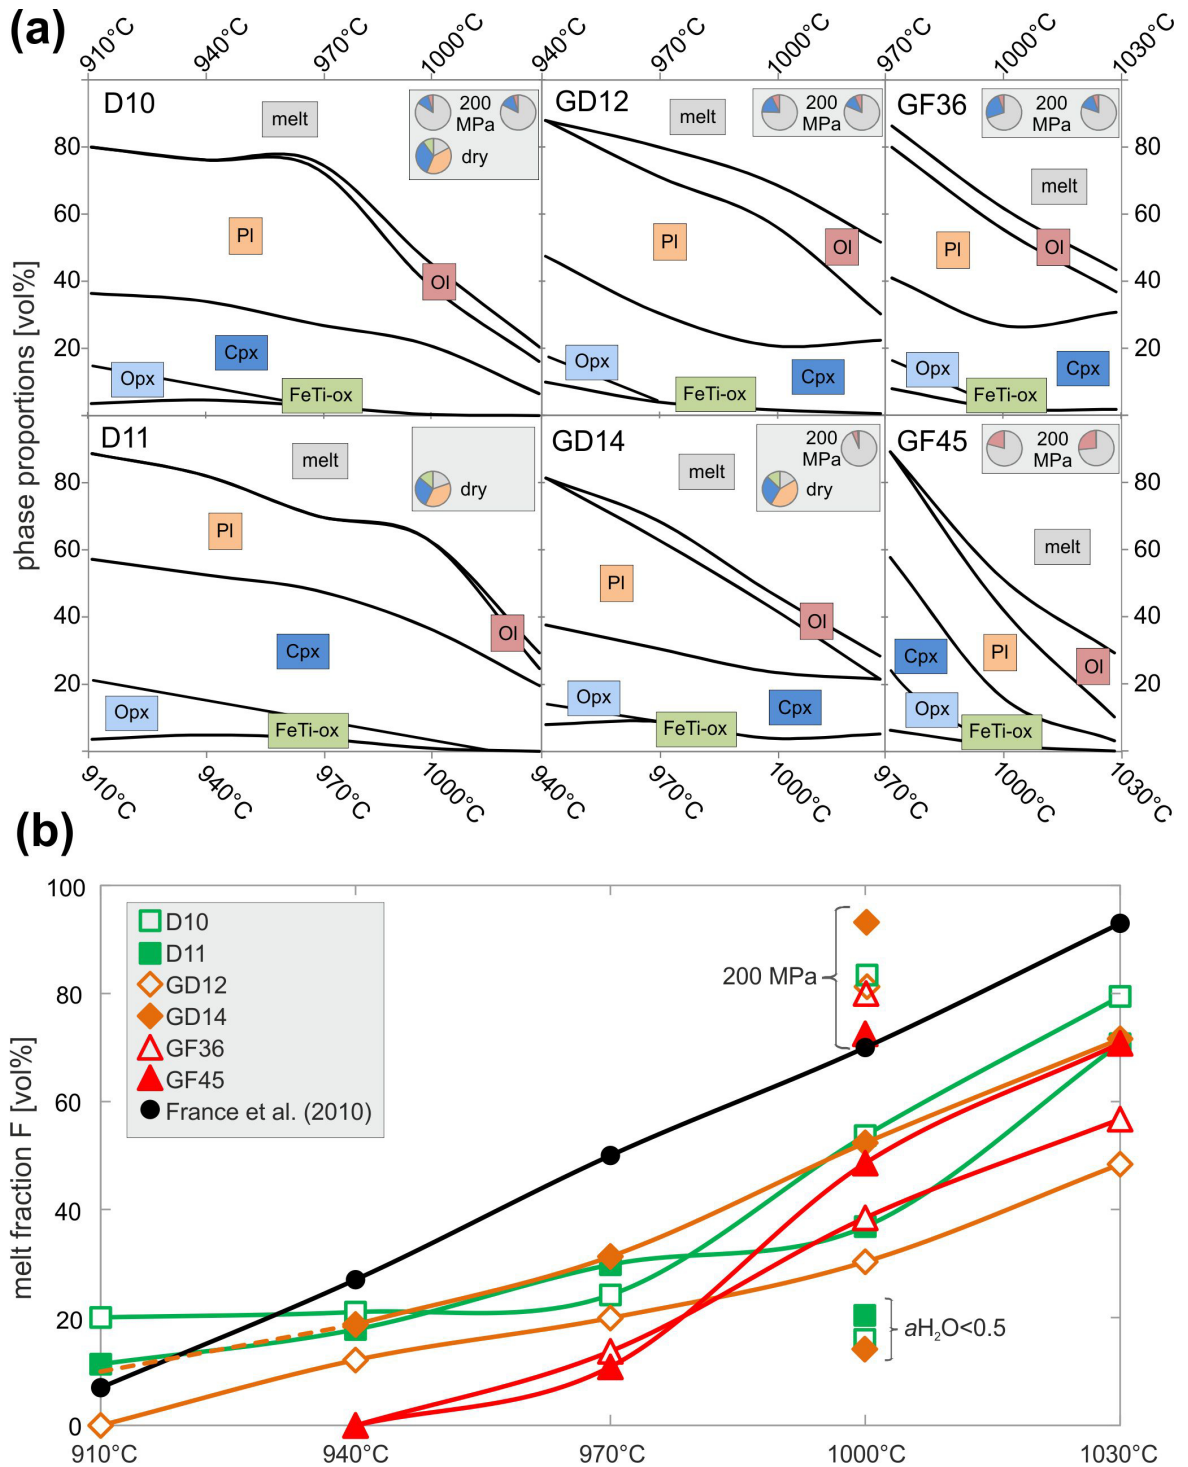 (a)
910°C 940°C 970°C 1000°C 940°C 970°C 1000°C 970°C 1000°C 1030°C
phase proportions [vol%]
D10
melt
200 MPa
dry
80
60
40
20
Pl
Ol
Cpx
Opx
FeTi-ox
GD12
melt
200 MPa
Pl
Ol
Opx
FeTi-ox
Cpx
GF36
200 MPa
melt
Pl
Ol
Opx
Cpx
FeTi-ox
80
60
40
20
D11
melt
dry
80
60
40
20
Pl
Cpx
Ol
Opx
FeTi-ox
GD14
melt
200 MPa
dry
Pl
Ol
Opx
Cpx
FeTi-ox
GF45
200 MPa
melt
Cpx
Pl
Ol
Opx
FeTi-ox
80
60
40
20
910°C 940°C 970°C 1000°C 940°C 970°C 1000°C 970°C 1000°C 1030°C
(b)
melt fraction F [vol%]
100
80
60
40
20
0
D10
D11
GD12
GD14
GF36
GF45
France et al. (2010)
200 MPa
aH₂O<0.5
910°C 940°C 970°C 1000°C 1030°C